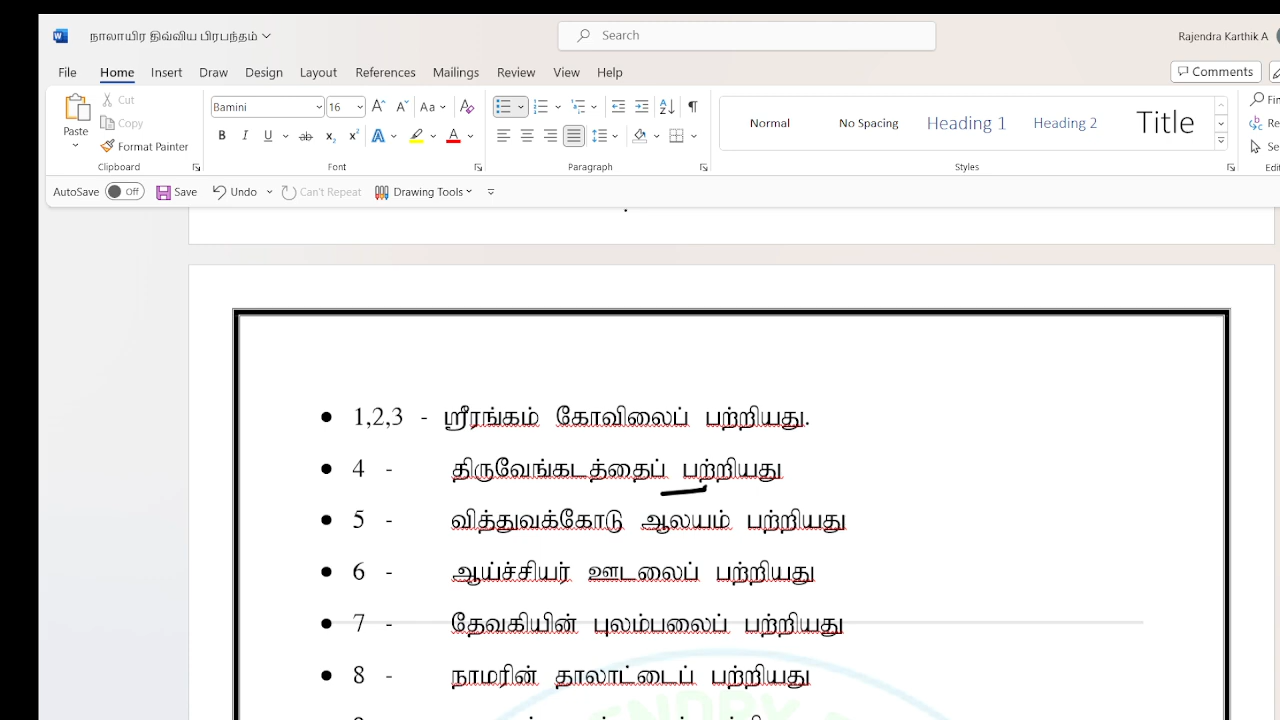 நாலாயிர திவ்விய பிரபந்தம்
Search
Rajendra Karthik A
File Home Insert Draw Design Layout References Mailings Review View Help
Comments
Paste
Cut
Copy
Format Painter
Clipboard
Bamini 16
Font
Paragraph
Normal No Spacing Heading 1 Heading 2 Title
Styles
AutoSave Off Save Undo Can't Repeat Drawing Tools
1,2,3 - ஸ்ரீரங்கம் கோவிலைப் பற்றியது.
4 - திருவேங்கடத்தைப் பற்றியது
5 - வித்துவக்கோடு ஆலயம் பற்றியது
6 - ஆய்ச்சியர் ஊடலைப் பற்றியது
7 - தேவகியின் புலம்பலைப் பற்றியது
8 - நாமரின் தாலாட்டைப் பற்றியது